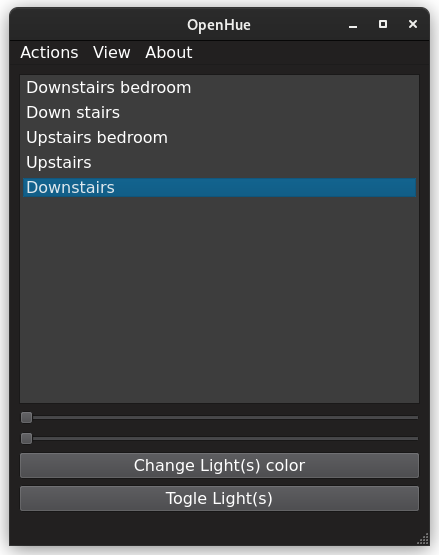 OpenHue
Actions View About
Downstairs bedroom
Down stairs
Upstairs bedroom
Upstairs
Downstairs
Change Light(s) color
Togle Light(s)